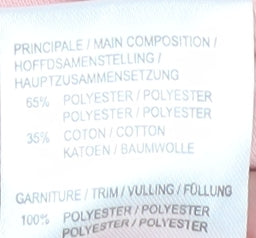 PRINCIPALE / MAIN COMPOSITION /
HOFFDSAMENSTELLING /
HAUPTZUSAMMENSETZUNG
65% POLYESTER / POLYESTER
POLYESTER / POLYESTER
35% COTON / COTTON
KATOEN / BAUMWOLLE
GARNITURE / TRIM / VULLING / FÜLLUNG
100% POLYESTER / POLYESTER
POLYESTER / POLYESTER